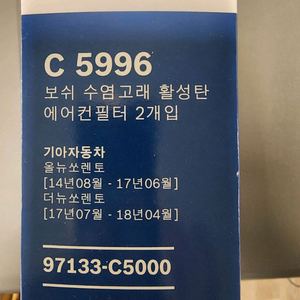 C 5996
보쉬 수염고래 활성탄
에어컨필터 2개입
기아자동차
올뉴쏘렌토
[14년08월 - 17년06월]
더뉴쏘렌토
[17년07월 - 18년04월]
97133-C5000